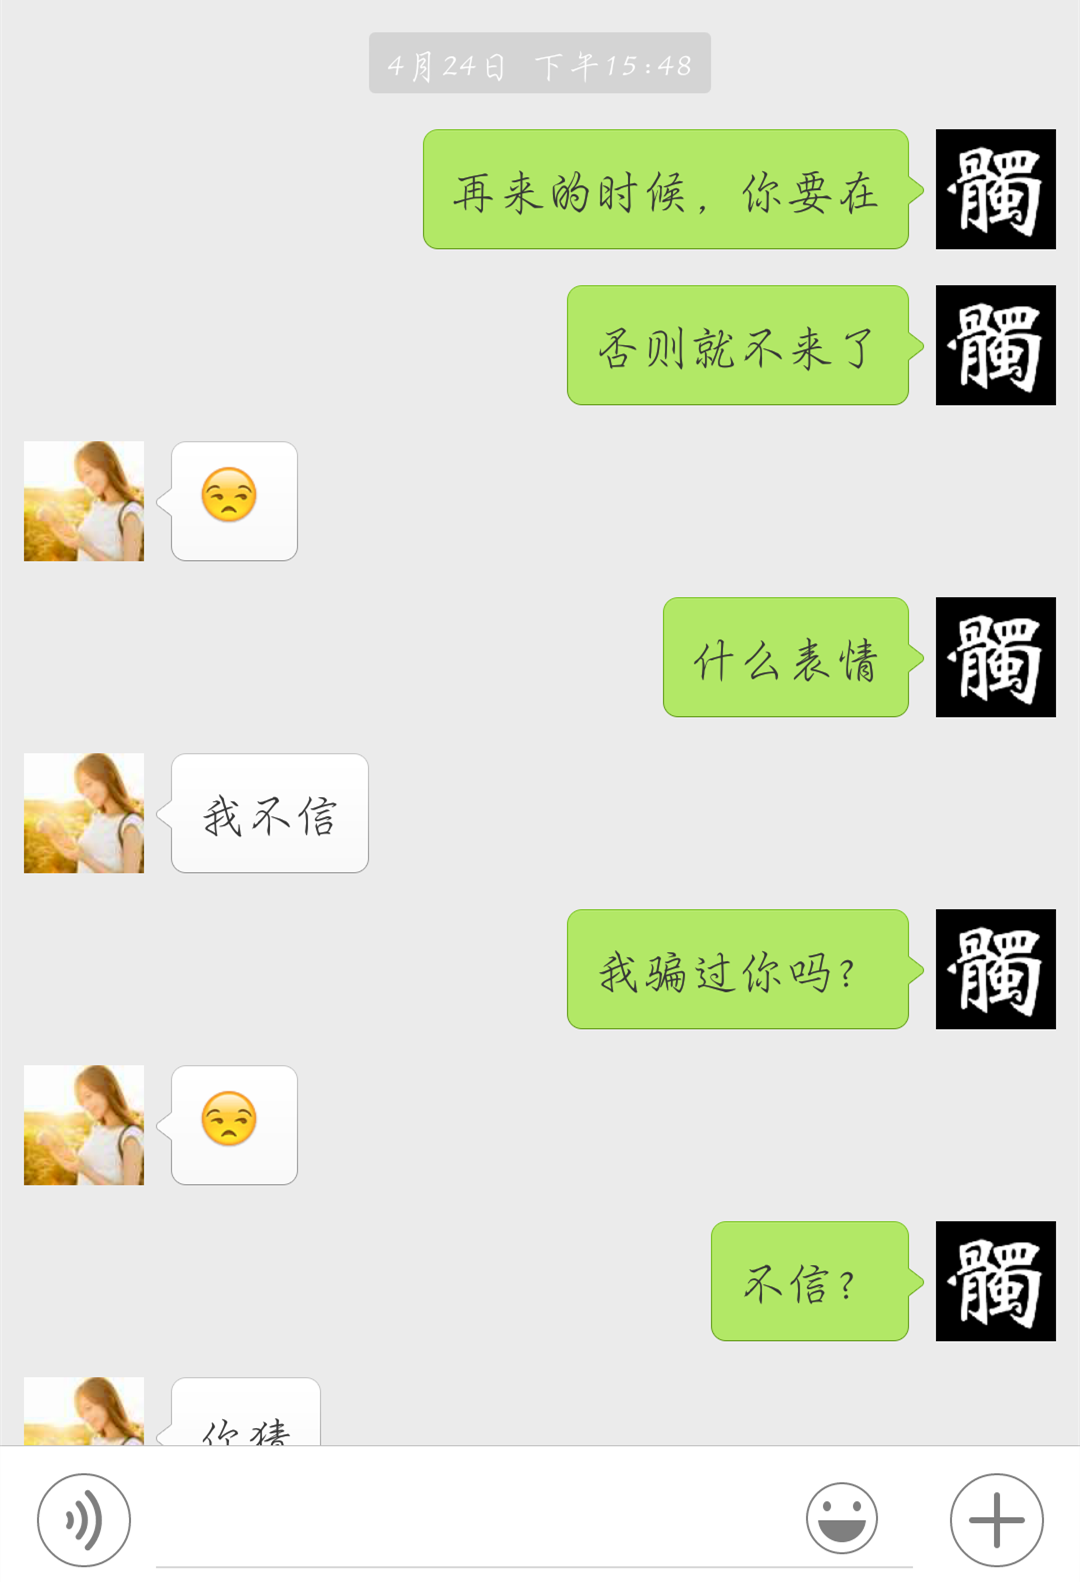 4月24日 下午15:48
再来的时候，你要在
髑
否则就不来了
髑
什么表情
髑
我不信
我骗过你吗？
髑
不信？
髑
你猜